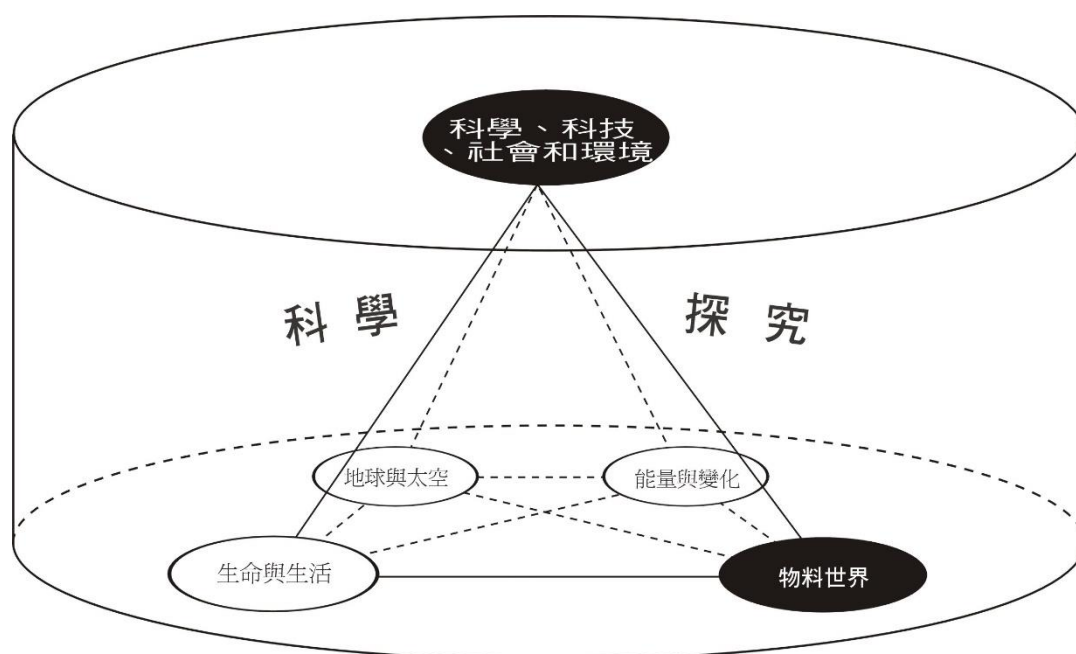 科學、科技
、社會和環境
科學 探究
地球與太空
能量與變化
生命與生活
物料世界